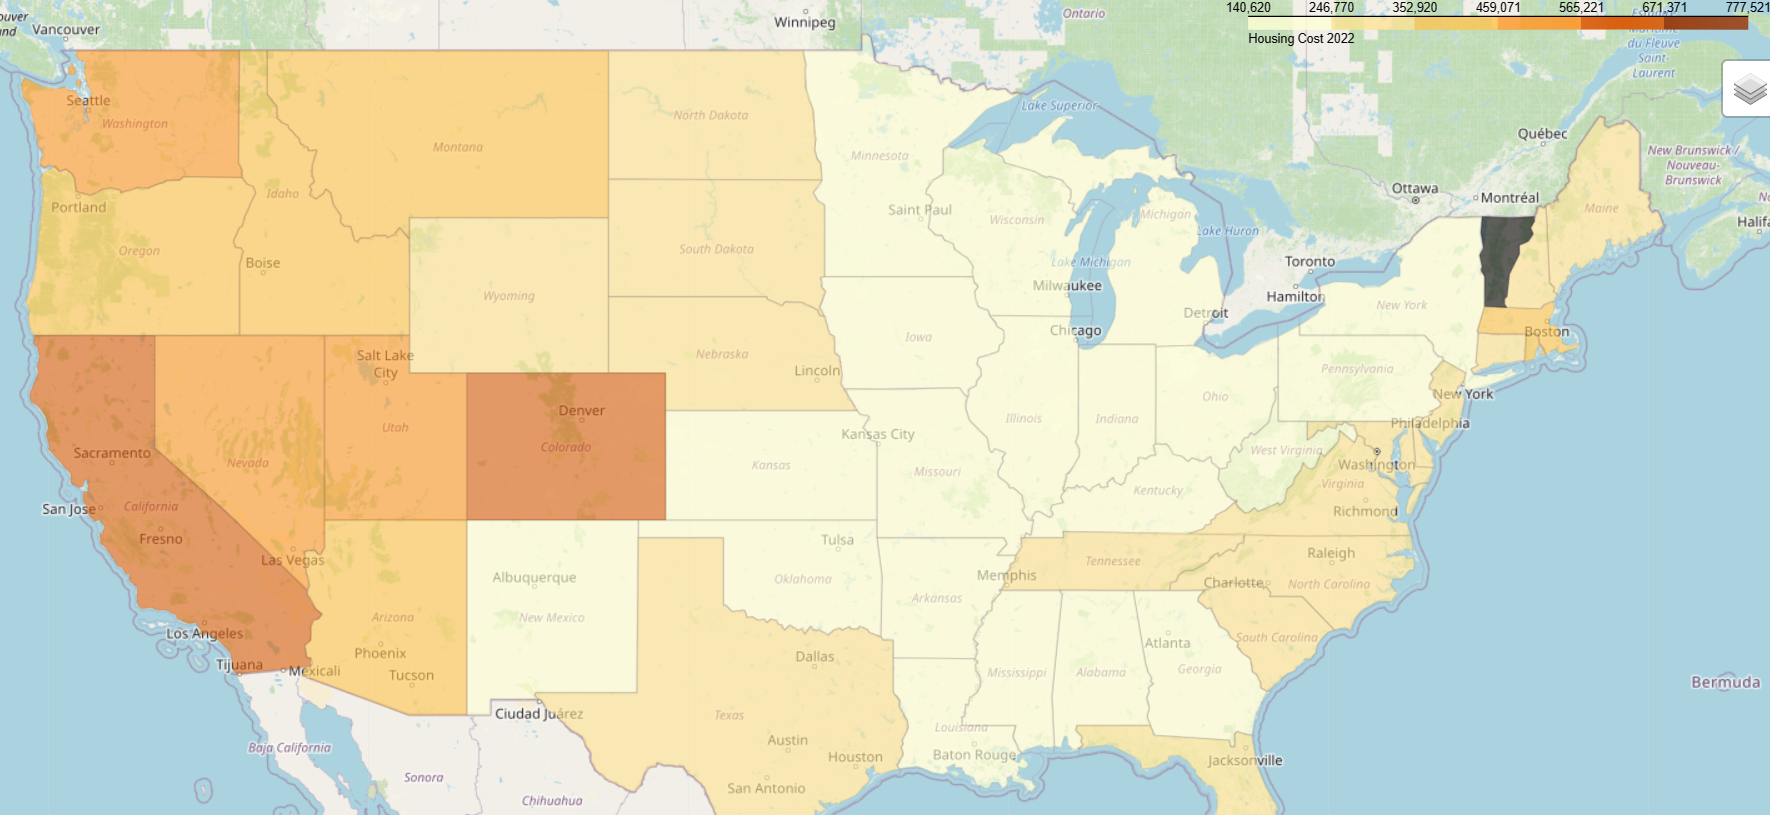 140,620 246,770 352,920 459,071 565,221 671,371 777,521
Housing Cost 2022
Vancouver
Winnipeg
Ontario
Seattle
Washington
North Dakota
Lake Superior
Québec
Montana
Minnesota
New Brunswick /
Nouveau-
Brunswick
Portland
Idaho
Saint Paul
Wisconsin
Michigan
Ottawa
Montréal
Maine
Oregon
Boise
South Dakota
Lake Huron
Lake Michigan
Toronto
Wyoming
Milwaukee
Hamilton
New York
Detroit
Chicago
Boston
Iowa
Salt Lake
City
Nebraska
Lincoln
Pennsylvania
New York
Denver
Colorado
Utah
Kansas City
Illinois
Indiana
Ohio
Philadelphia
Sacramento
Nevada
Kansas
Missouri
West Virginia
Washington
Virginia
San Jose
California
Kentucky
Richmond
Fresno
Las Vegas
Tulsa
Oklahoma
Tennessee
Raleigh
Albuquerque
New Mexico
Memphis
Arkansas
Charlotte
North Carolina
Arizona
Los Angeles
Phoenix
Tucson
Tijuana
Mexicali
Dallas
Mississippi
Alabama
Atlanta
Georgia
South Carolina
Bermuda
Ciudad Juárez
Texas
Louisiana
Baton Rouge
Baja California
Sonora
Austin
Houston
San Antonio
Jacksonville
Chihuahua
du Fleuve
Saint-
Laurent